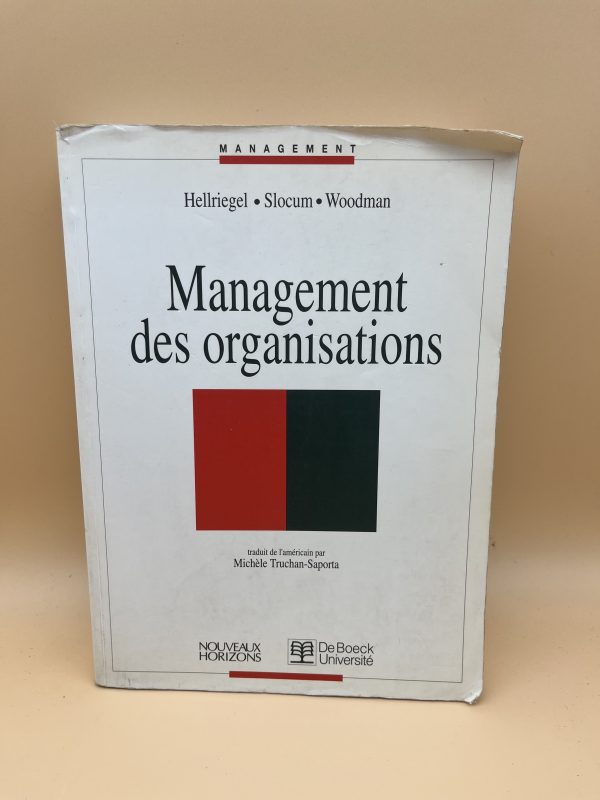 MANAGEMENT
Hellriegel • Slocum • Woodman
Management
des organisations
traduit de l'américain par
Michèle Truchan-Saporta
NOUVEAUX
HORIZONS
De Boeck
Université